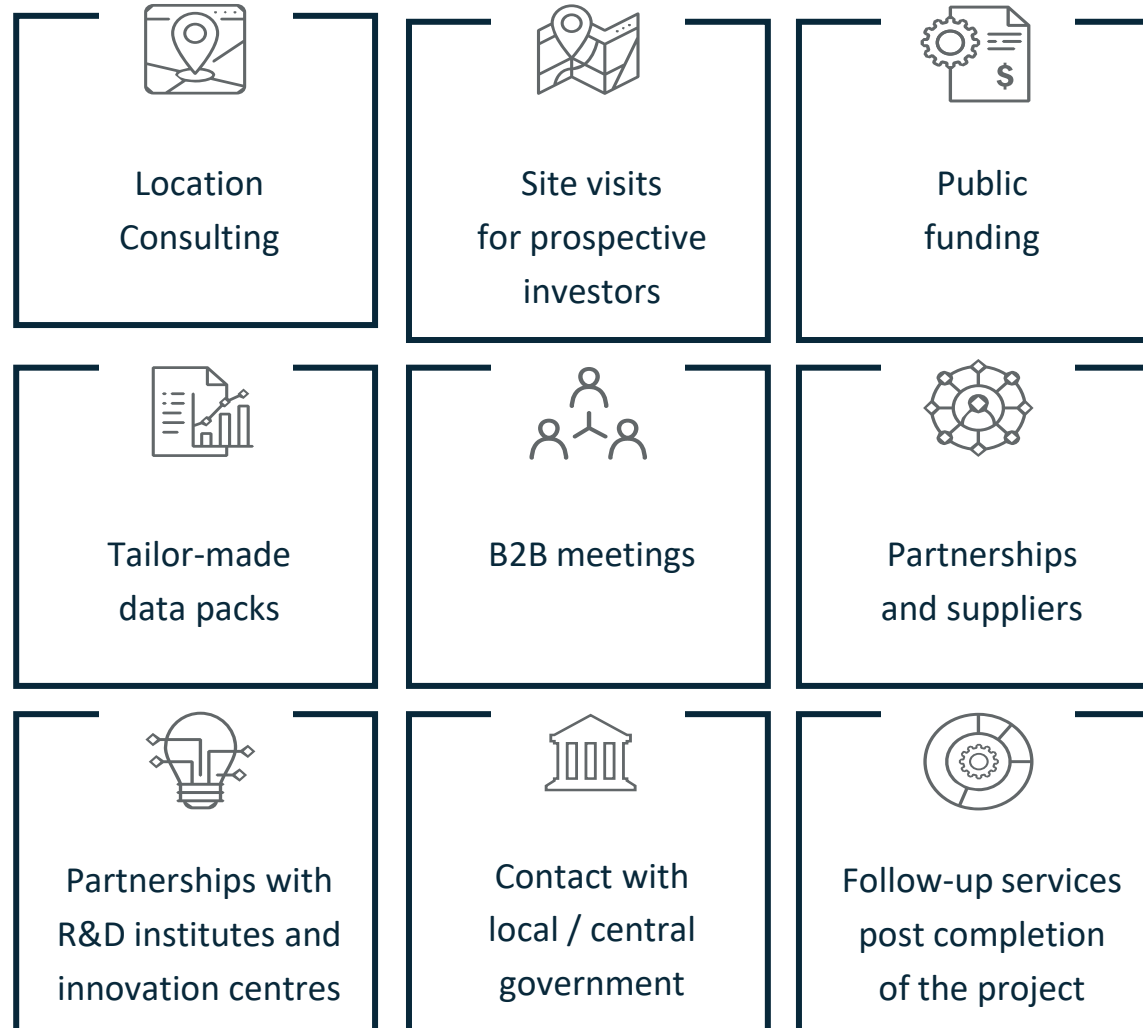 $
Location
Consulting
Site visits
for prospective
investors
Public
funding
Tailor-made
data packs
B2B meetings
Partnerships
and suppliers
Partnerships with
R&D institutes and
innovation centres
Contact with
local / central
government
Follow-up services
post completion
of the project